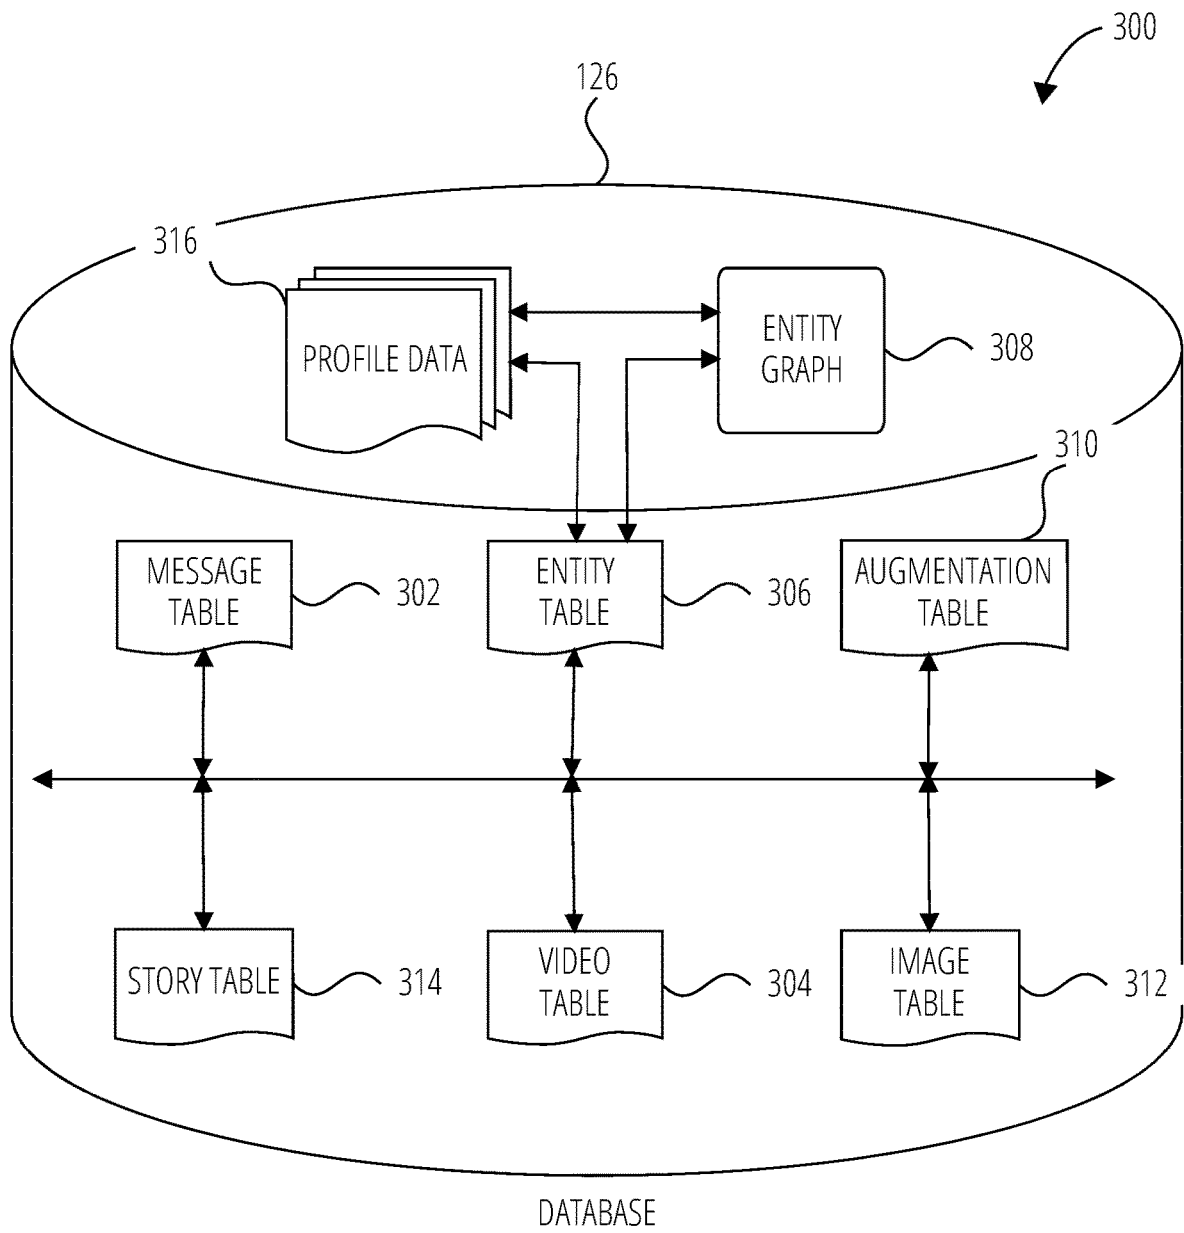 300
126
316
PROFILE DATA
ENTITY
GRAPH
308
310
MESSAGE
TABLE
302
ENTITY
TABLE
306
AUGMENTATION
TABLE
STORY TABLE
314
VIDEO
TABLE
304
IMAGE
TABLE
312
DATABASE